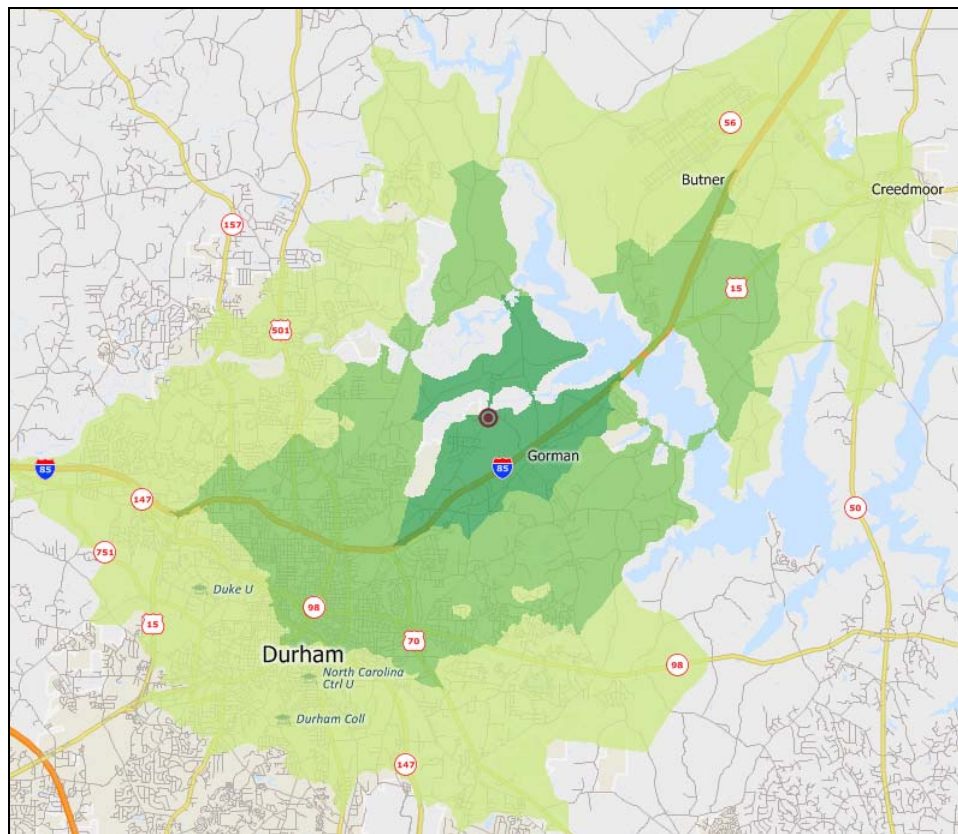 56
Butner
Creedmoor
157
15
501
Gorman
85
85
147
50
751
Duke U
98
15
70
Durham
98
North Carolina
Ctrl U
Durham Coll
147